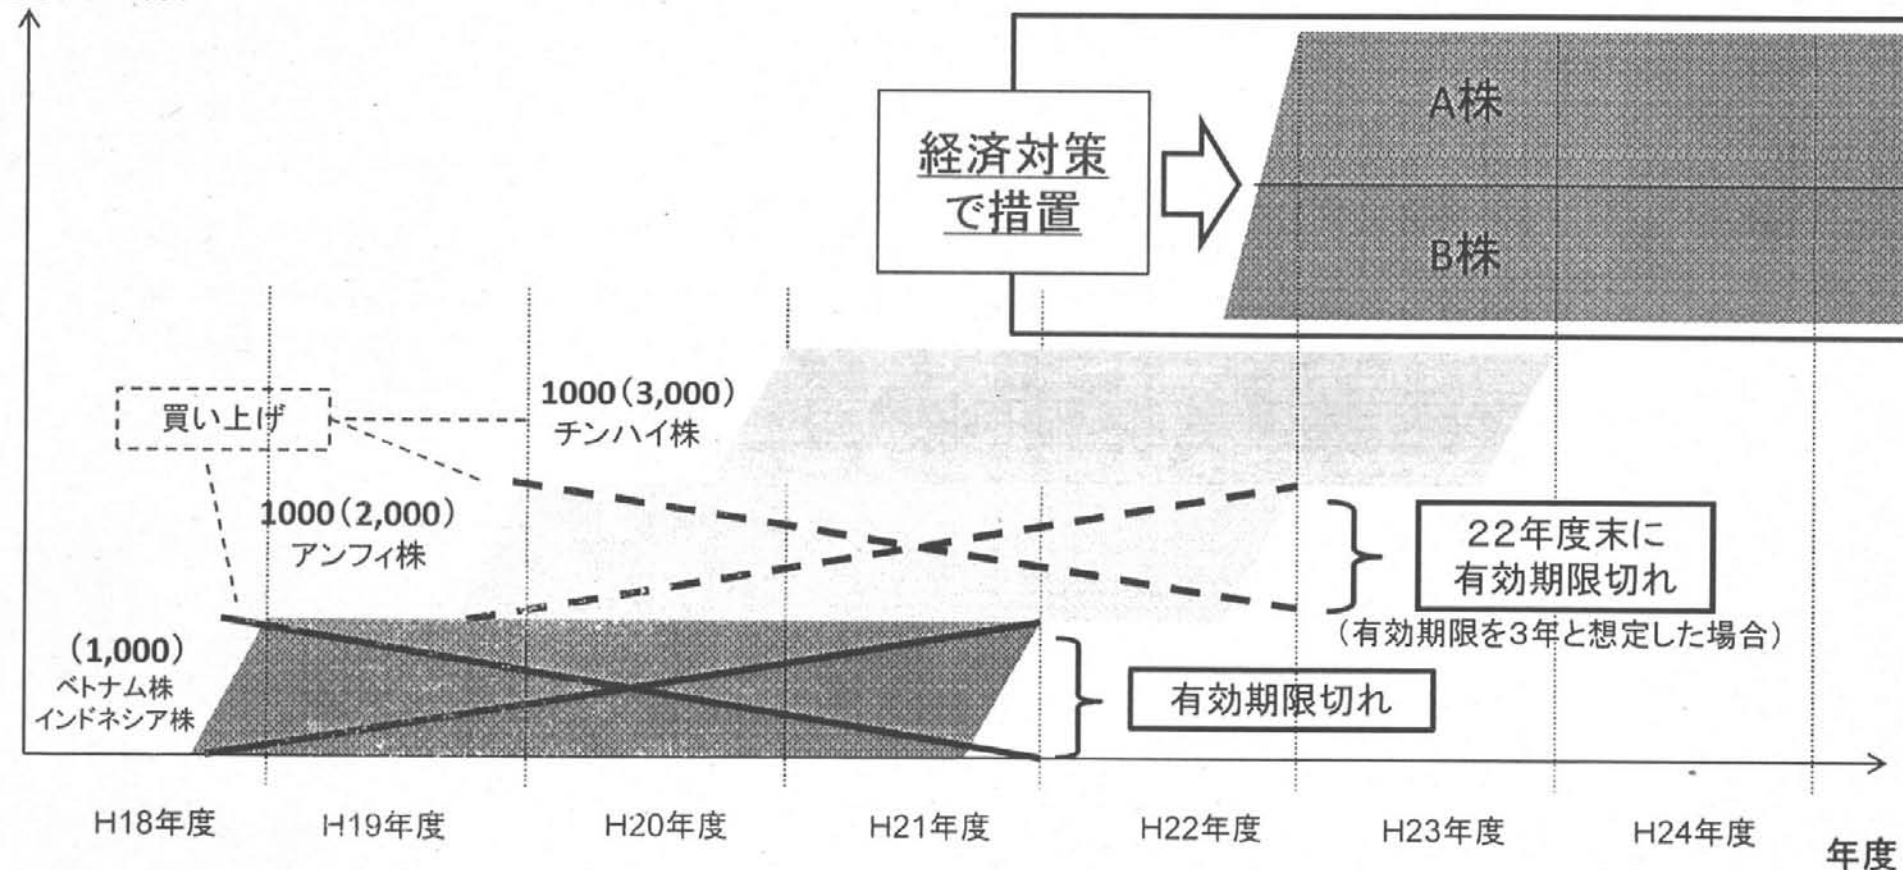 経済対策
で措置
A株
B株
買い上げ
1000(3,000)
チンハイ株
1000(2,000)
アンフィ株
22年度末に
有効期限切れ
(有効期限を3年と想定した場合)
(1,000)
ベトナム株
インドネシア株
有効期限切れ
H18年度
H19年度
H20年度
H21年度
H22年度
H23年度
H24年度
年度